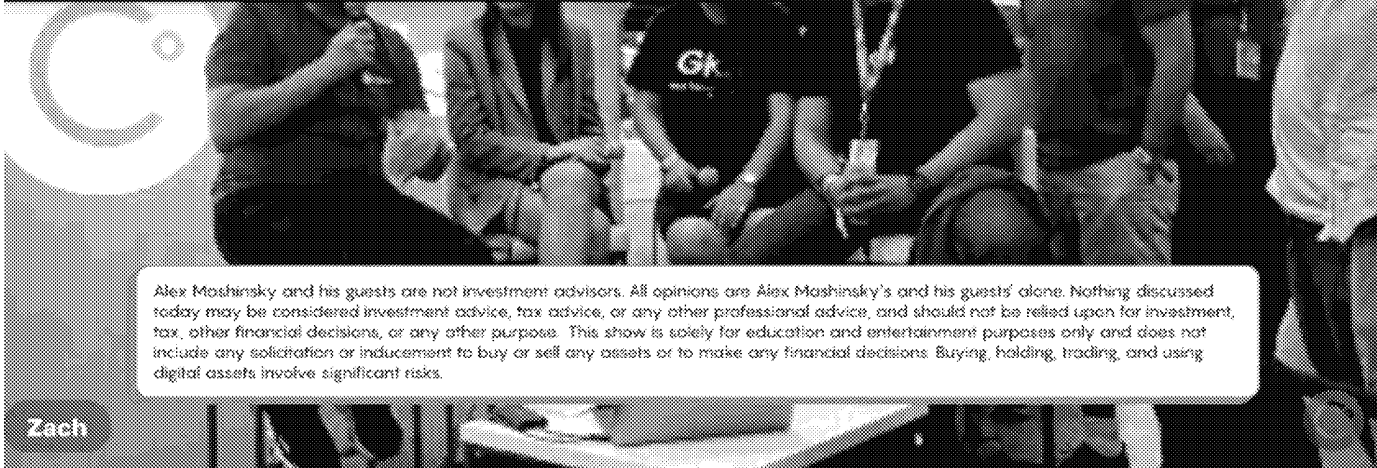 Gk
Alex Mashinsky and his guests are not investment advisors. All opinions are Alex Mashinsky's and his guests' alone. Nothing discussed
today may be considered investment advice, tax advice, or any other professional advice, and should not be relied upon for investment,
tax, other financial decisions, or any other purpose. This show is solely for education and entertainment purposes only and does not
include any solicitation or inducement to buy or sell any assets or to make any financial decisions. Buying, holding, trading, and using
digital assets involve significant risks.
Zach